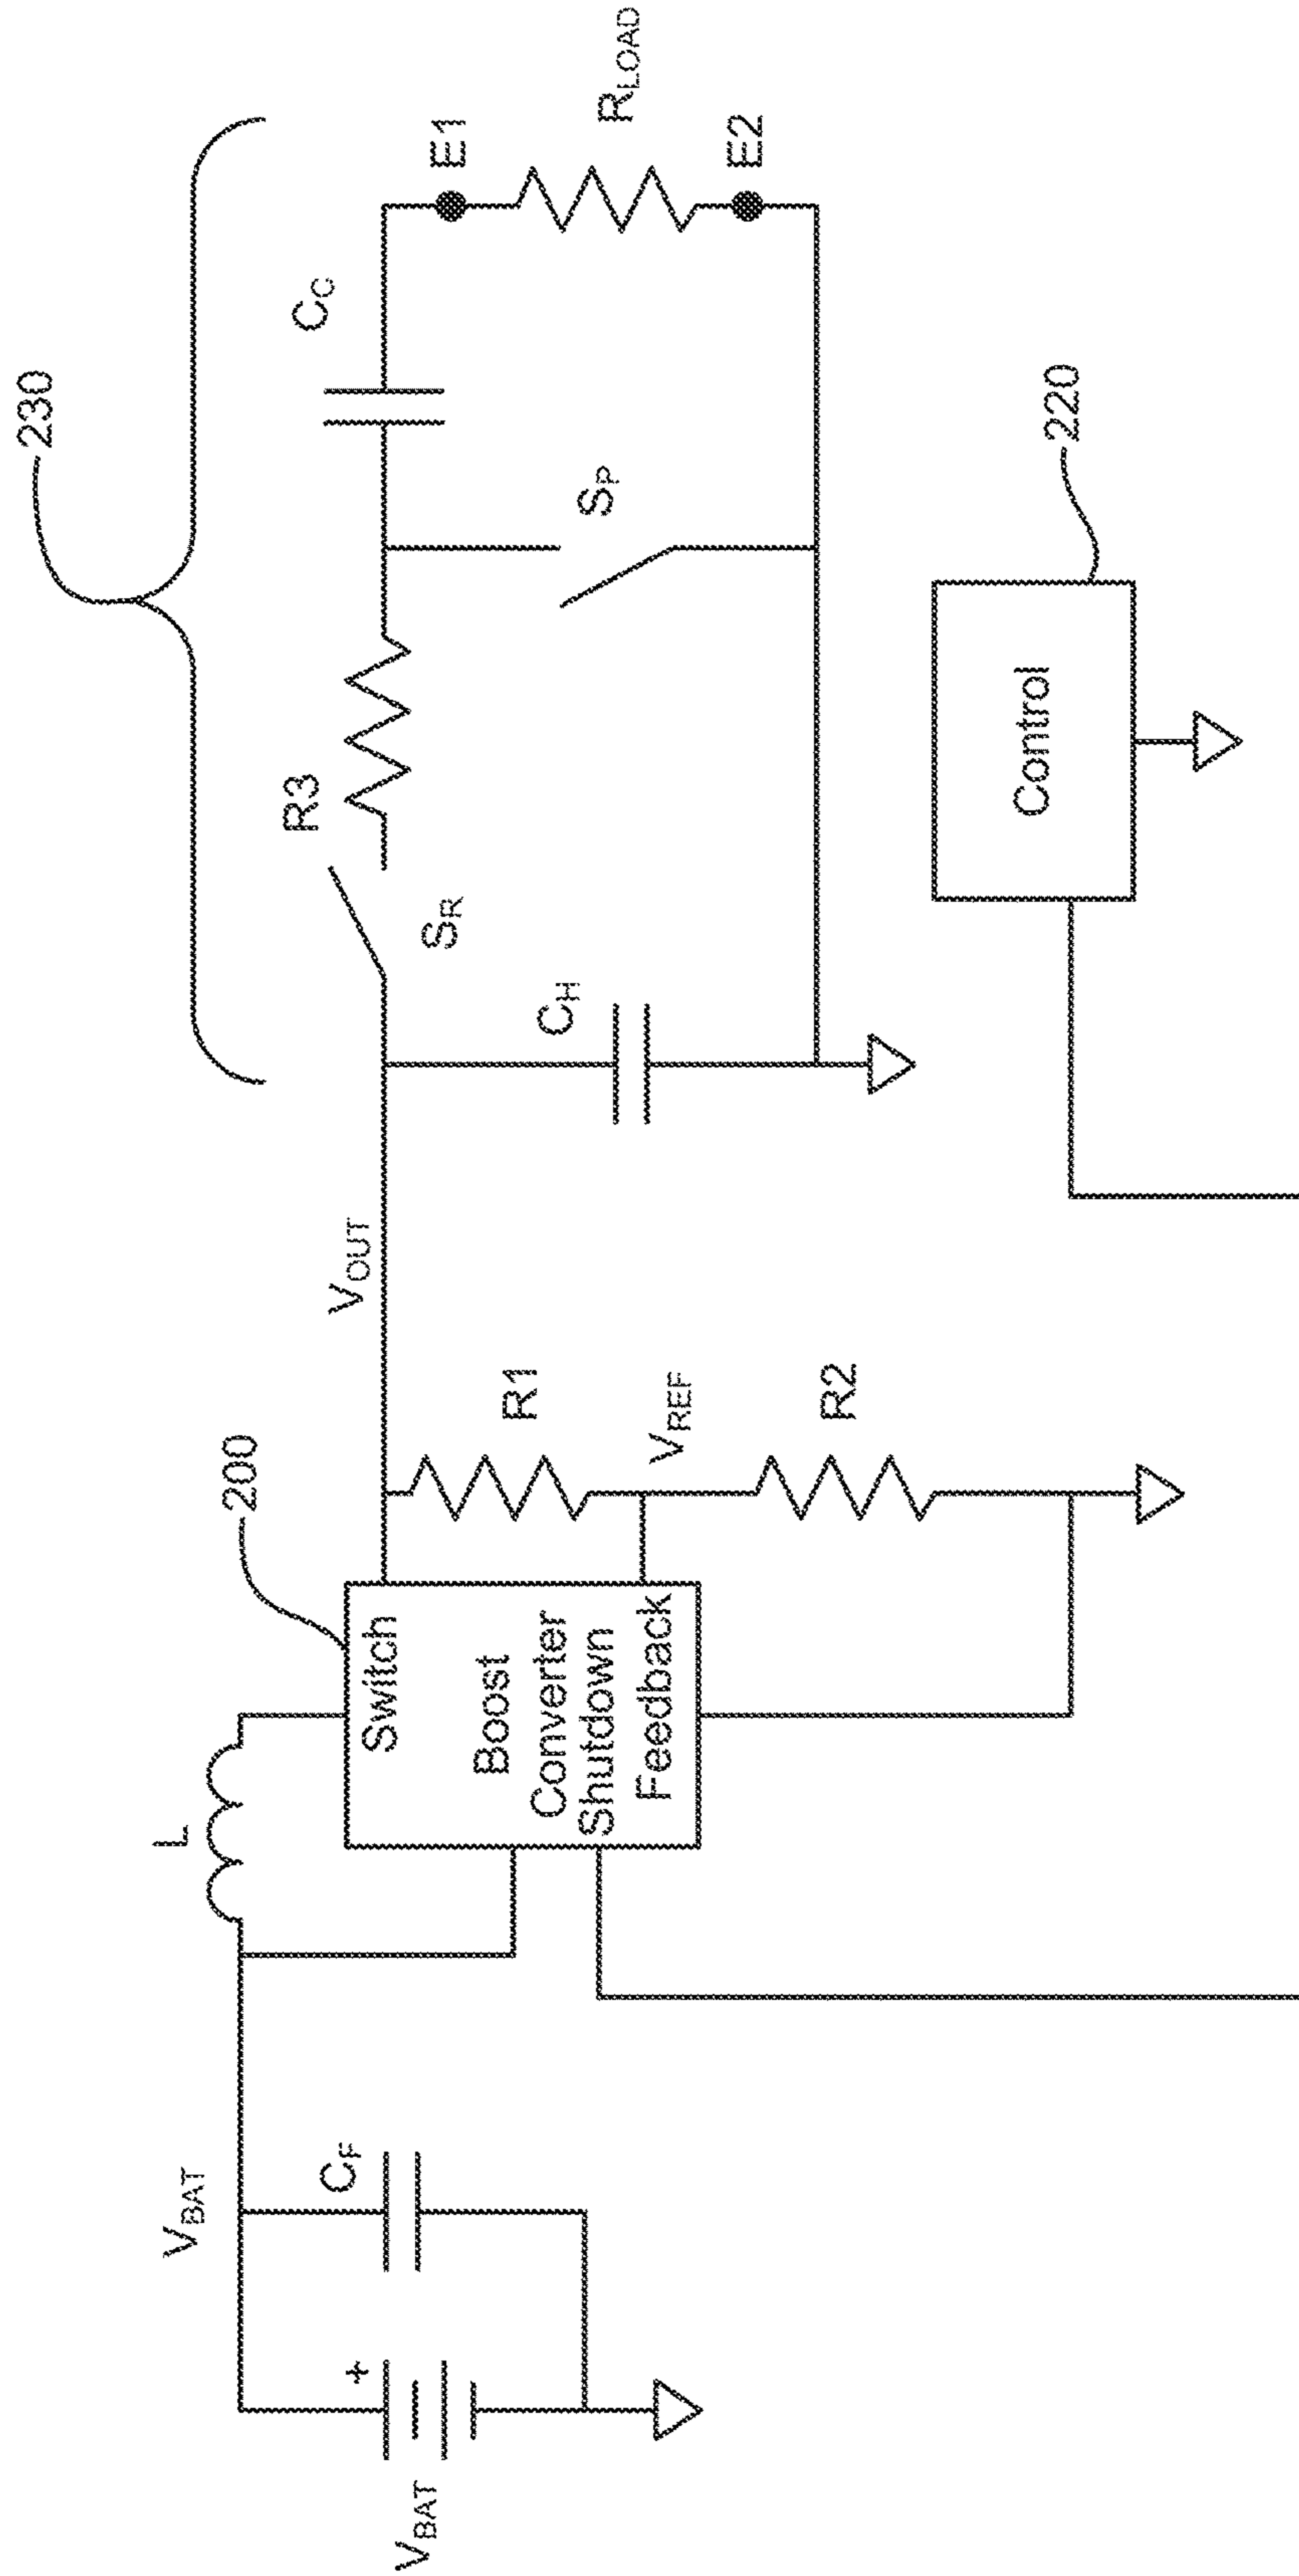 230
V_BAT
L
200
V_OUT
R3
C_C
V_BAT
+
C_F
Switch
Boost
Converter
Shutdown
Feedback
R1
V_REF
R2
S_R
C_H
S_P
E1
R_LOAD
E2
Control
220